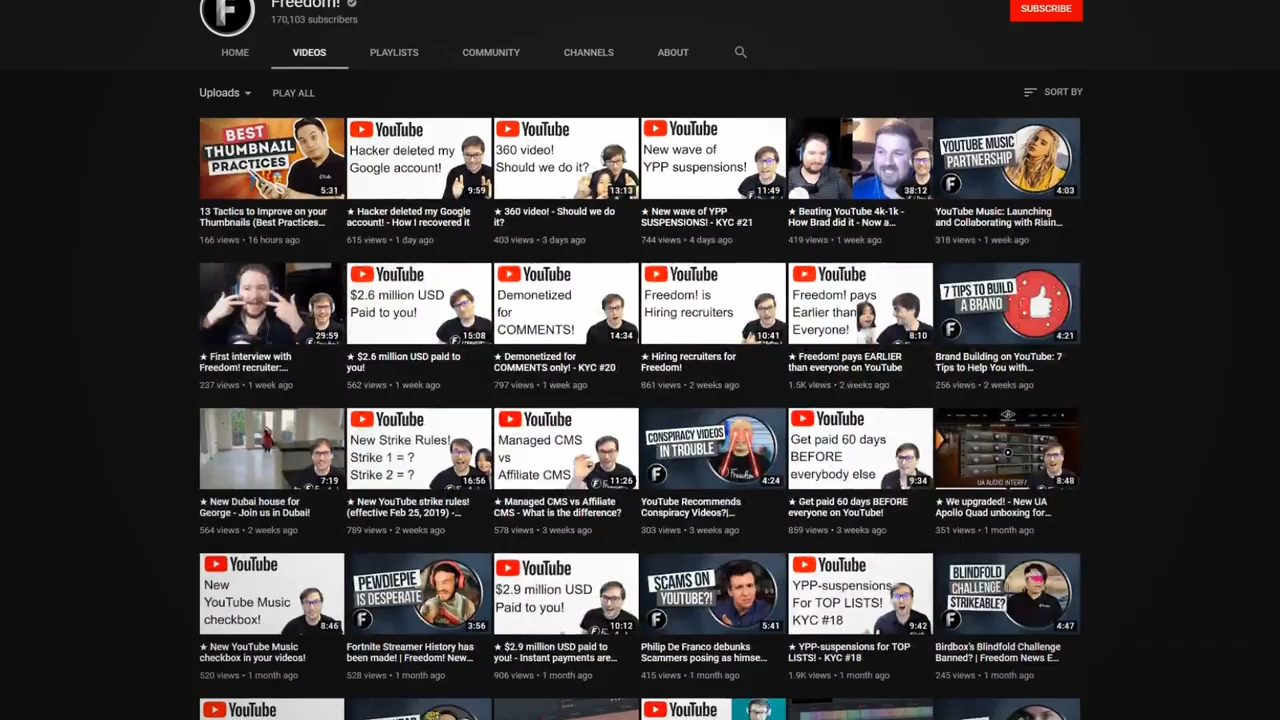 Freedom!
170,103 subscribers
SUBSCRIBE
HOME VIDEOS PLAYLISTS COMMUNITY CHANNELS ABOUT
Uploads PLAY ALL SORT BY
BEST
THUMBNAIL
PRACTICES
5:31
YouTube
Hacker deleted my
Google account!
9:59
YouTube
360 video!
Should we do it?
13:13
YouTube
New wave of
YPP suspensions!
11:49
38:12
YOUTUBE MUSIC
PARTNERSHIP
4:03
13 Tactics to Improve on your
Thumbnails (Best Practices...
166 views • 16 hours ago
★ Hacker deleted my Google
account! - How I recovered it
615 views • 1 day ago
★ 360 video! - Should we do
it?
403 views • 3 days ago
★ New wave of YPP
SUSPENSIONS! - KYC #21
744 views • 4 days ago
★ Beating YouTube 4k-1k -
How Brad did it - Now a...
419 views • 1 week ago
YouTube Music: Launching
and Collaborating with Risin...
318 views • 1 week ago
29:59
YouTube
$2.6 million USD
Paid to you!
15:08
YouTube
Demonetized
for
COMMENTS!
14:34
YouTube
Freedom! is
Hiring recruiters
10:41
YouTube
Freedom! pays
Earlier than
Everyone!
8:10
7 TIPS TO BUILD
A BRAND
4:21
★ First interview with
Freedom! recruiter:...
237 views • 1 week ago
★ $2.6 million USD paid to
you!
562 views • 1 week ago
★ Demonetized for
COMMENTS only! - KYC #20
797 views • 1 week ago
★ Hiring recruiters for
Freedom!
861 views • 2 weeks ago
★ Freedom! pays EARLIER
than everyone on YouTube
1.5K views • 2 weeks ago
Brand Building on YouTube: 7
Tips to Help You with...
256 views • 2 weeks ago
7:19
YouTube
New Strike Rules!
Strike 1 = ?
Strike 2 = ?
16:56
YouTube
Managed CMS
vs
Affiliate CMS
11:26
CONSPIRACY VIDEOS
IN TROUBLE
Freedom
4:24
YouTube
Get paid 60 days
BEFORE
everybody else
9:34
UA AUDIO INTERF?
8:48
★ New Dubai house for
George - Join us in Dubai!
564 views • 2 weeks ago
★ New YouTube strike rules!
(effective Feb 25, 2019) -...
789 views • 2 weeks ago
★ Managed CMS vs Affiliate
CMS - What is the difference?
578 views • 3 weeks ago
YouTube Recommends
Conspiracy Videos?|...
303 views • 3 weeks ago
★ Get paid 60 days BEFORE
everyone on YouTube!
859 views • 3 weeks ago
★ We upgraded! - New UA
Apollo Quad unboxing for...
351 views • 1 month ago
YouTube
New
YouTube Music
checkbox!
8:46
PEWDIEPIE
IS DESPERATE
3:56
YouTube
$2.9 million USD
Paid to you!
10:12
SCAMS ON
YOUTUBE?!
5:41
YouTube
YPP-suspensions
For TOP LISTS!
KYC #18
9:42
BLINDFOLD
CHALLENGE
STRIKEABLE?
4:47
★ New YouTube Music
checkbox in your videos!
520 views • 1 month ago
Fortnite Streamer History has
been made! | Freedom! New...
528 views • 1 month ago
★ $2.9 million USD paid to
you! - Instant payments are...
906 views • 1 month ago
Philip De Franco debunks
Scammers posing as himse...
415 views • 1 month ago
★ YPP-suspensions for TOP
LISTS! - KYC #18
1.9K views • 1 month ago
Birdbox's Blindfold Challenge
Banned? | Freedom News E...
245 views • 1 month ago
YouTube
YouTube